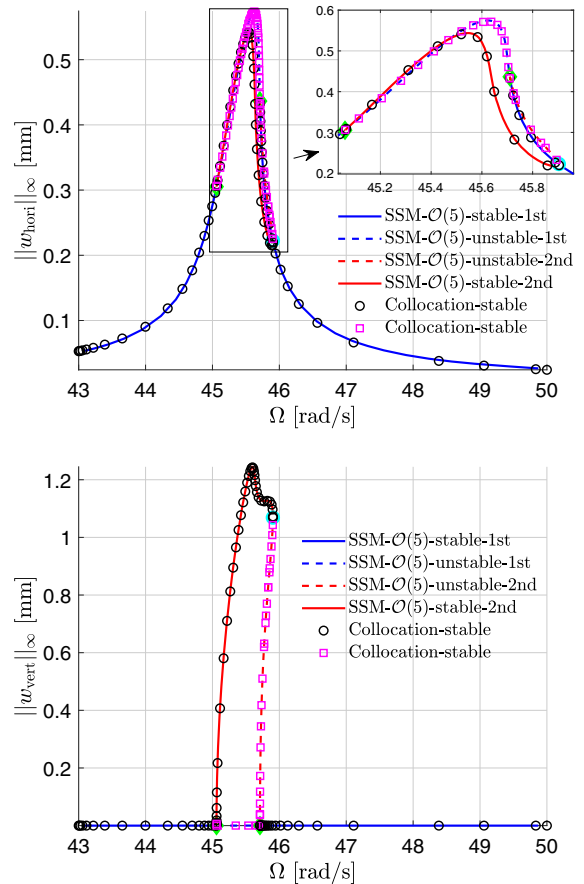 0.6
0.5
0.4
0.3
0.2
45.2 45.4 45.6 45.8
0.5
0.4
0.3
0.2
0.1
||w_hori||_∞ [mm]
SSM-𝒪(5)-stable-1st
SSM-𝒪(5)-unstable-1st
SSM-𝒪(5)-unstable-2nd
SSM-𝒪(5)-stable-2nd
Collocation-stable
Collocation-stable
43 44 45 46 47 48 49 50
Ω [rad/s]
1.2
1
0.8
0.6
0.4
0.2
0
||w_vert||_∞ [mm]
SSM-𝒪(5)-stable-1st
SSM-𝒪(5)-unstable-1st
SSM-𝒪(5)-unstable-2nd
SSM-𝒪(5)-stable-2nd
Collocation-stable
Collocation-stable
43 44 45 46 47 48 49 50
Ω [rad/s]